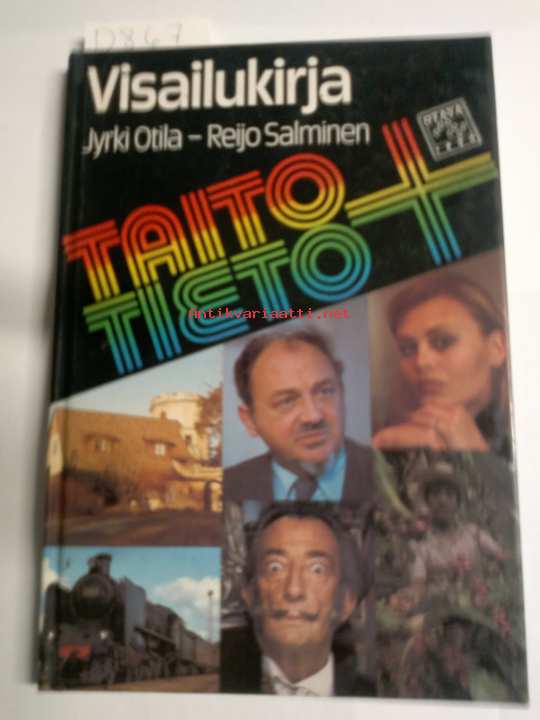 D867
Visailukirja
Jyrki Otila – Reijo Salminen
OTAVA
TAITO
TIETO +
Antikvariaatti.net